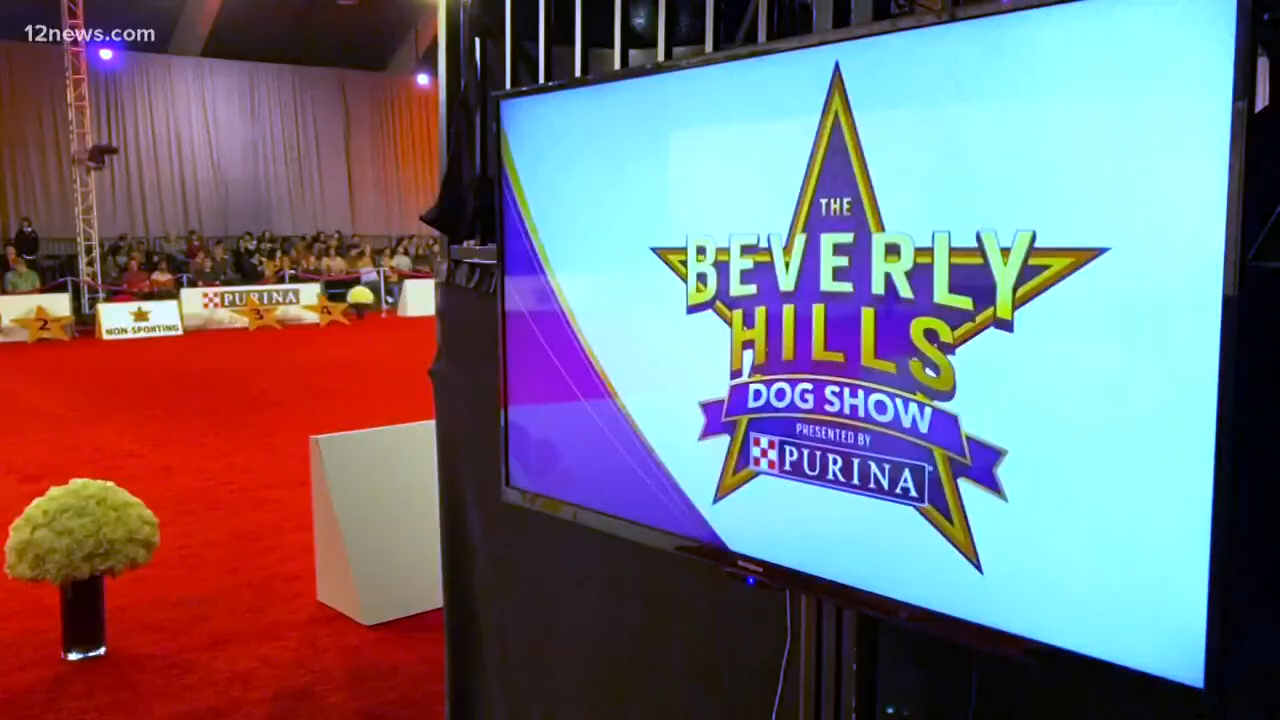 12news.com
2
NON-SPORTING
PURINA
3
4
THE
BEVERLY
HILLS
DOG SHOW
PRESENTED BY
PURINA